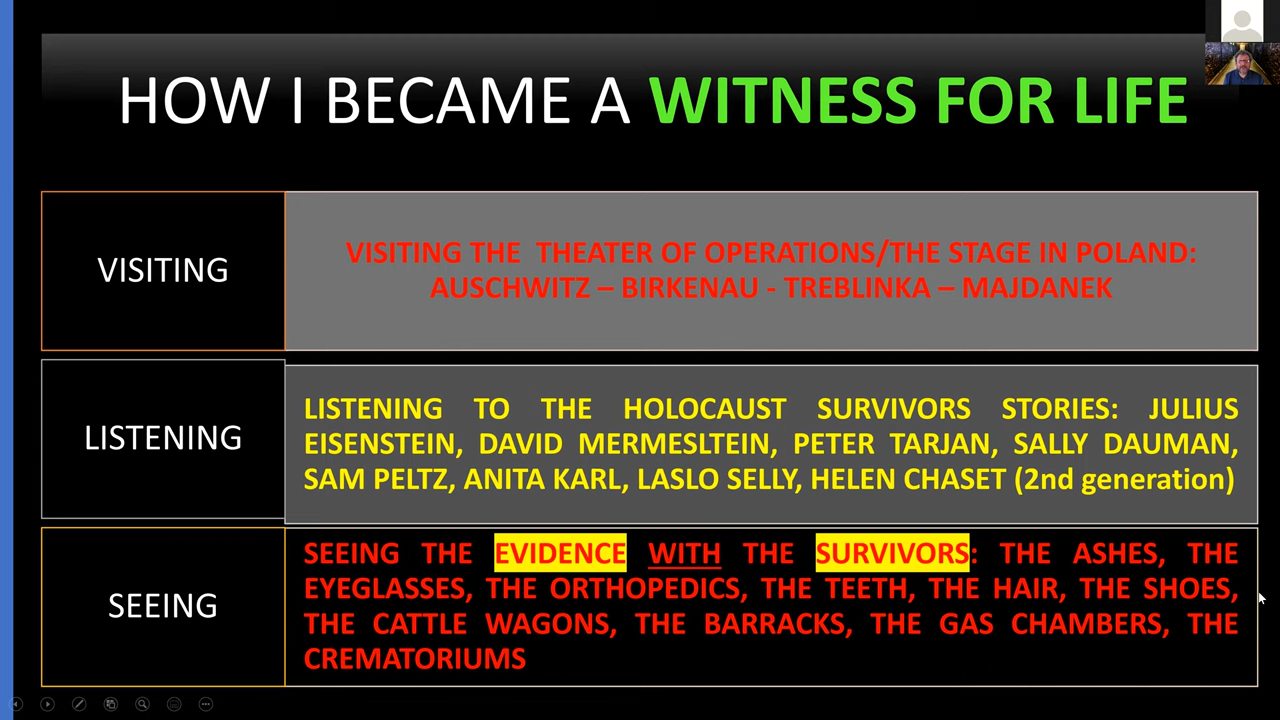 HOW I BECAME A WITNESS FOR LIFE
VISITING
VISITING THE THEATER OF OPERATIONS/THE STAGE IN POLAND:
AUSCHWITZ – BIRKENAU - TREBLINKA – MAJDANEK
LISTENING
LISTENING TO THE HOLOCAUST SURVIVORS STORIES: JULIUS
EISENSTEIN, DAVID MERMESLTEIN, PETER TARJAN, SALLY DAUMAN,
SAM PELTZ, ANITA KARL, LASLO SELLY, HELEN CHASET (2nd generation)
SEEING
SEEING THE EVIDENCE WITH THE SURVIVORS: THE ASHES, THE
EYEGLASSES, THE ORTHOPEDICS, THE TEETH, THE HAIR, THE SHOES,
THE CATTLE WAGONS, THE BARRACKS, THE GAS CHAMBERS, THE
CREMATORIUMS